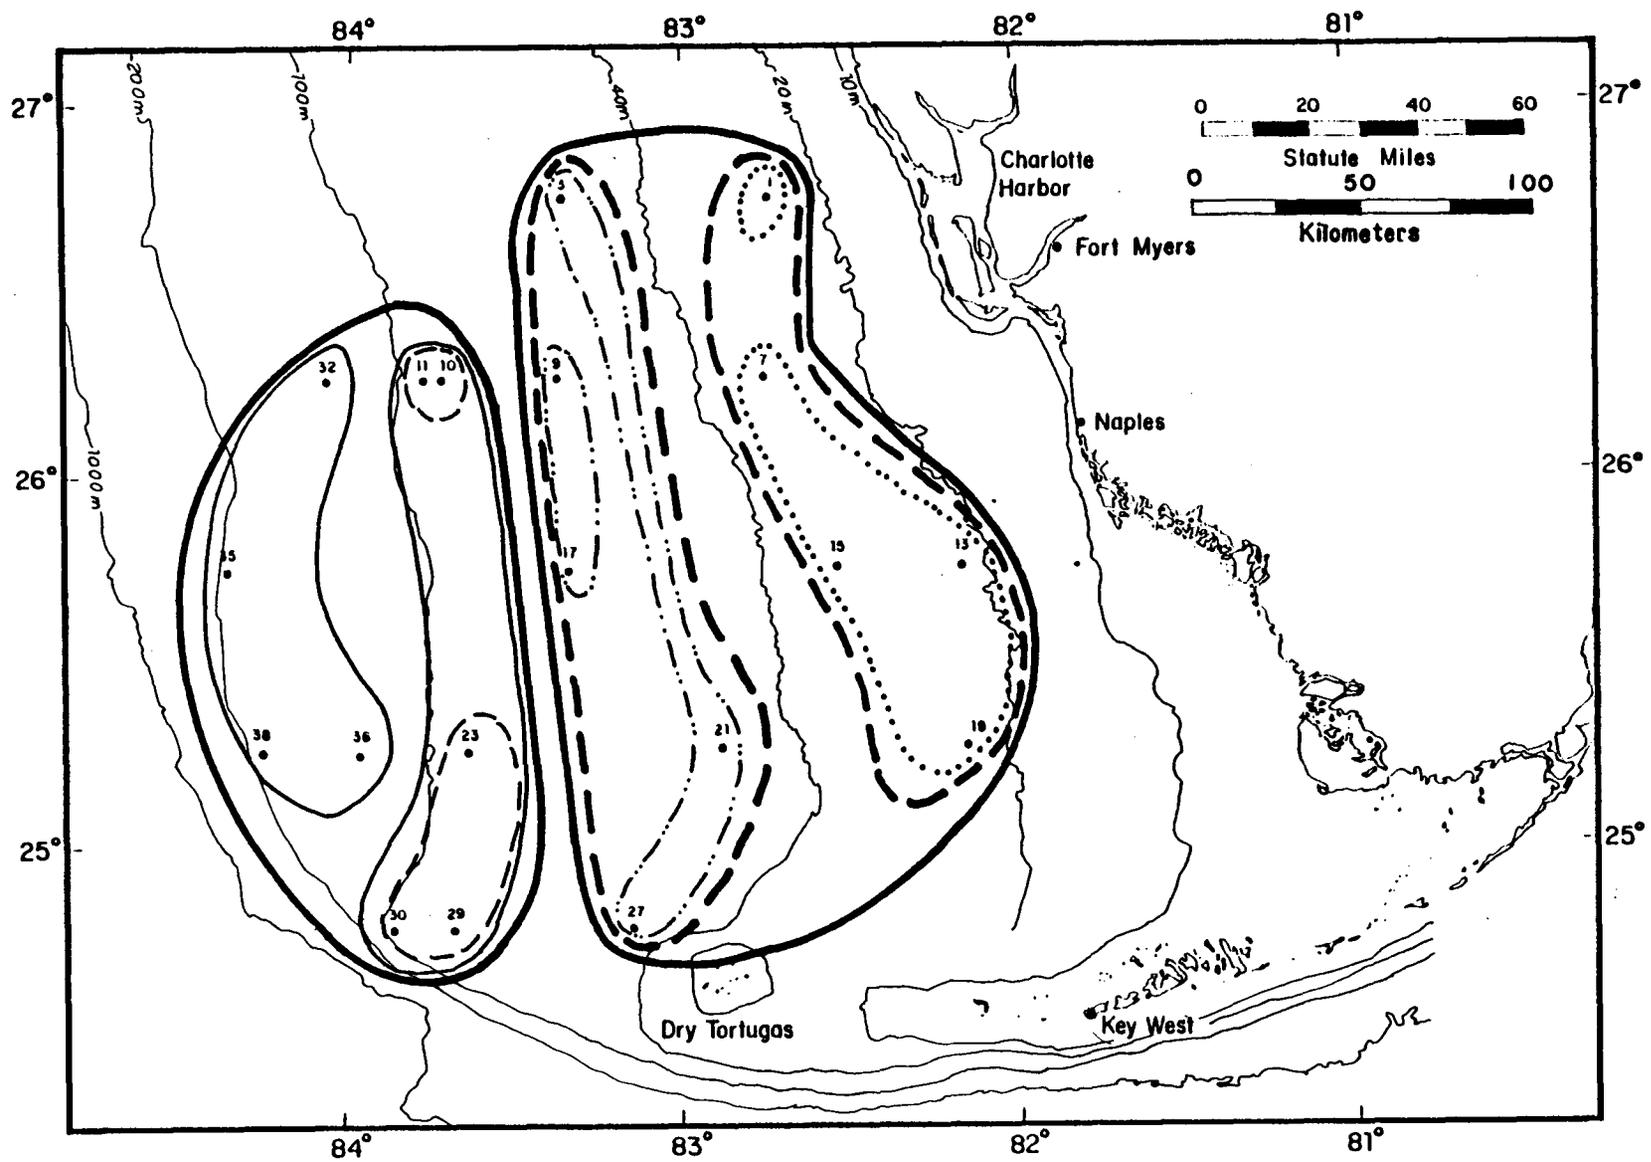 84° 83° 82° 81°
200m 100m 40m 20m 10m
27° 27°
0 20 40 60
Statute Miles
0 50 100
Kilometers
Charlotte
Harbor
Fort Myers
1
7
32 11 10 9
Naples
26° 26°
1000m
35 17 15 13
38 36 23 21 19
25° 25°
30 29 27
Dry Tortugas
Key West
84° 83° 82° 81°